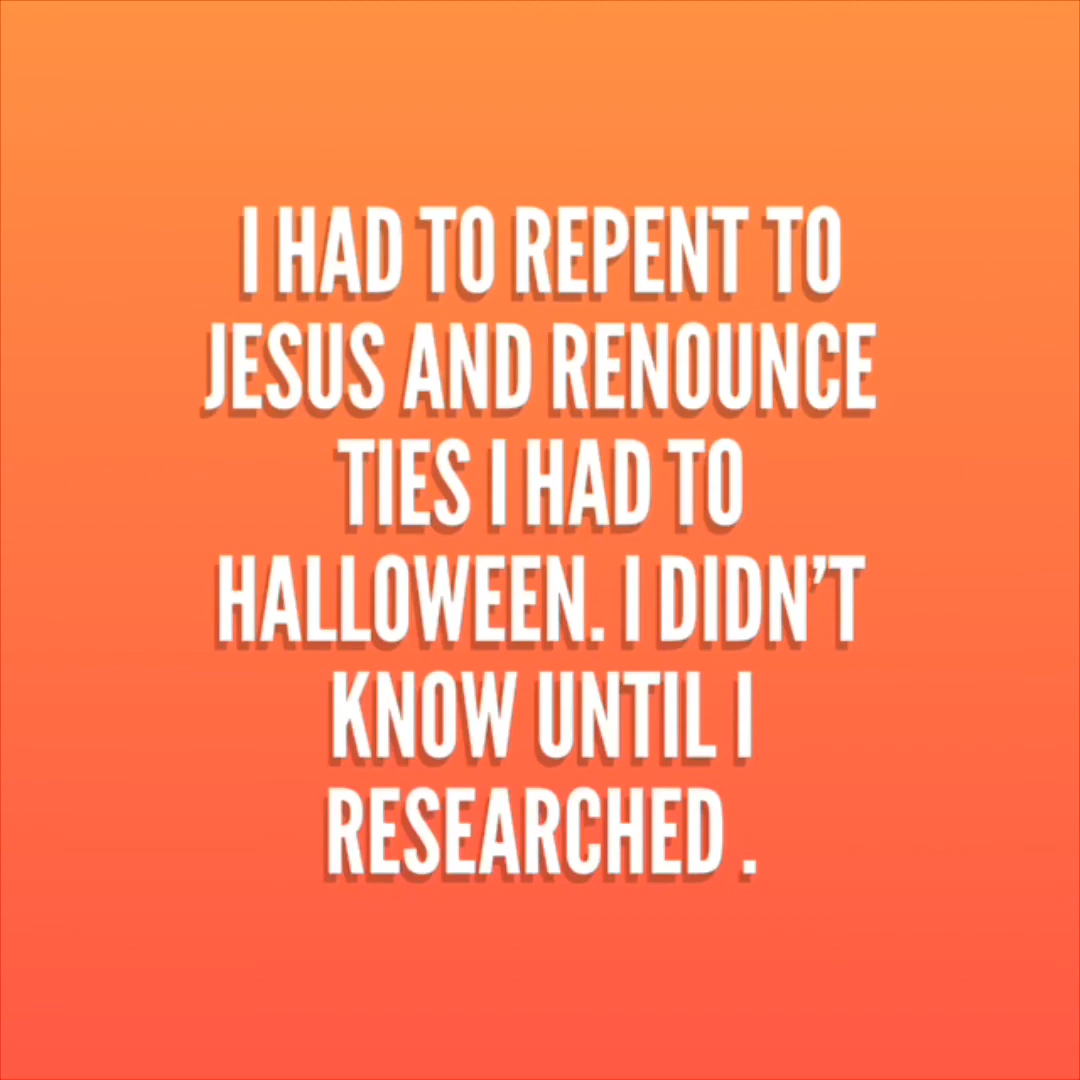 I HAD TO REPENT TO
JESUS AND RENOUNCE
TIES I HAD TO
HALLOWEEN. I DIDN’T
KNOW UNTIL I
RESEARCHED .